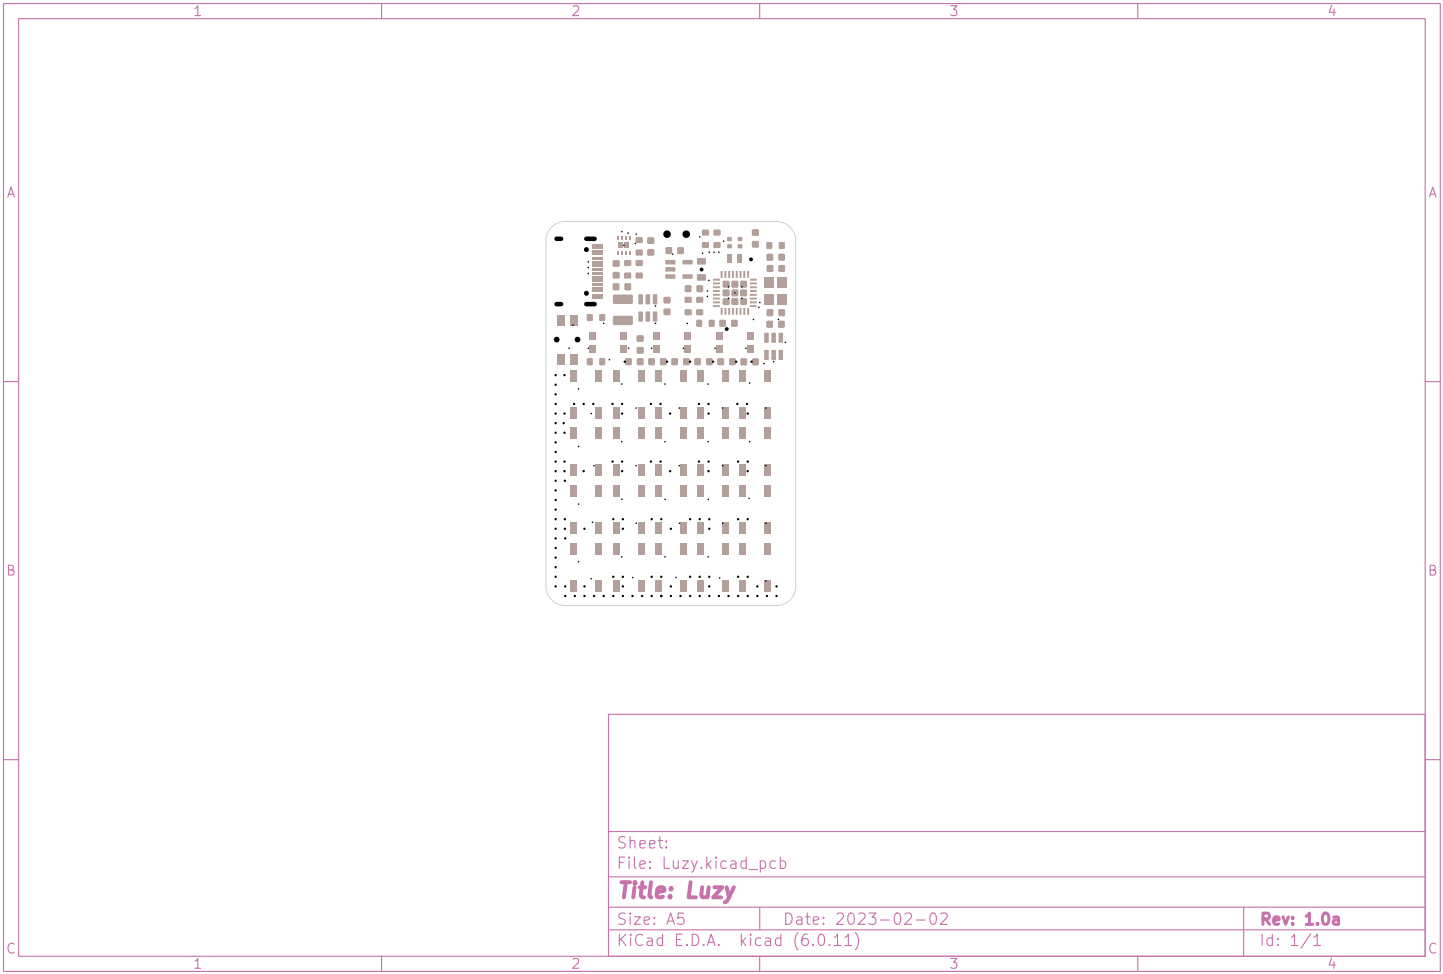 1 2 3 4
A A
B B
Sheet:
File: Luzy.kicad_pcb
Title: Luzy
Size: A5 Date: 2023-02-02 Rev: 1.0a
KiCad E.D.A. kicad (6.0.11) Id: 1/1
C C
1 2 3 4